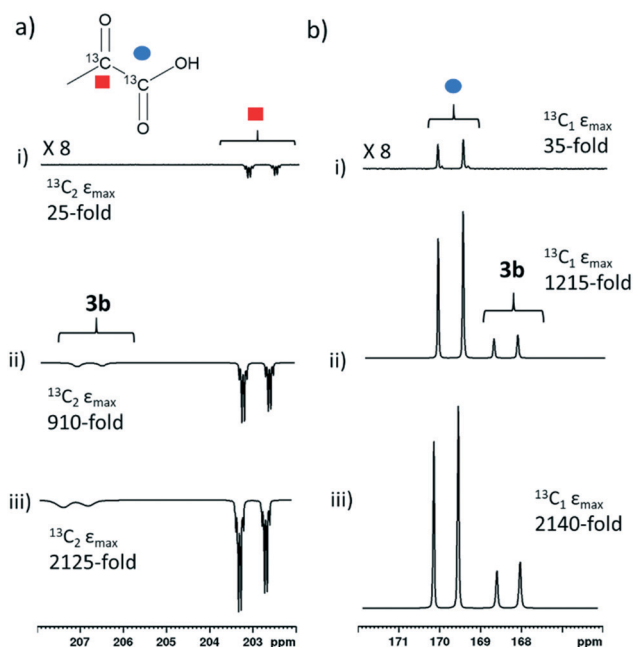 a)
O
¹³C
¹³C
OH
O
i)
X 8
¹³C₂ εmax
25-fold
3b
ii)
¹³C₂ εmax
910-fold
iii)
¹³C₂ εmax
2125-fold
207 206 205 204 203 ppm
b)
i)
X 8
¹³C₁ εmax
35-fold
3b
¹³C₁ εmax
1215-fold
ii)
iii)
¹³C₁ εmax
2140-fold
171 170 169 168 ppm